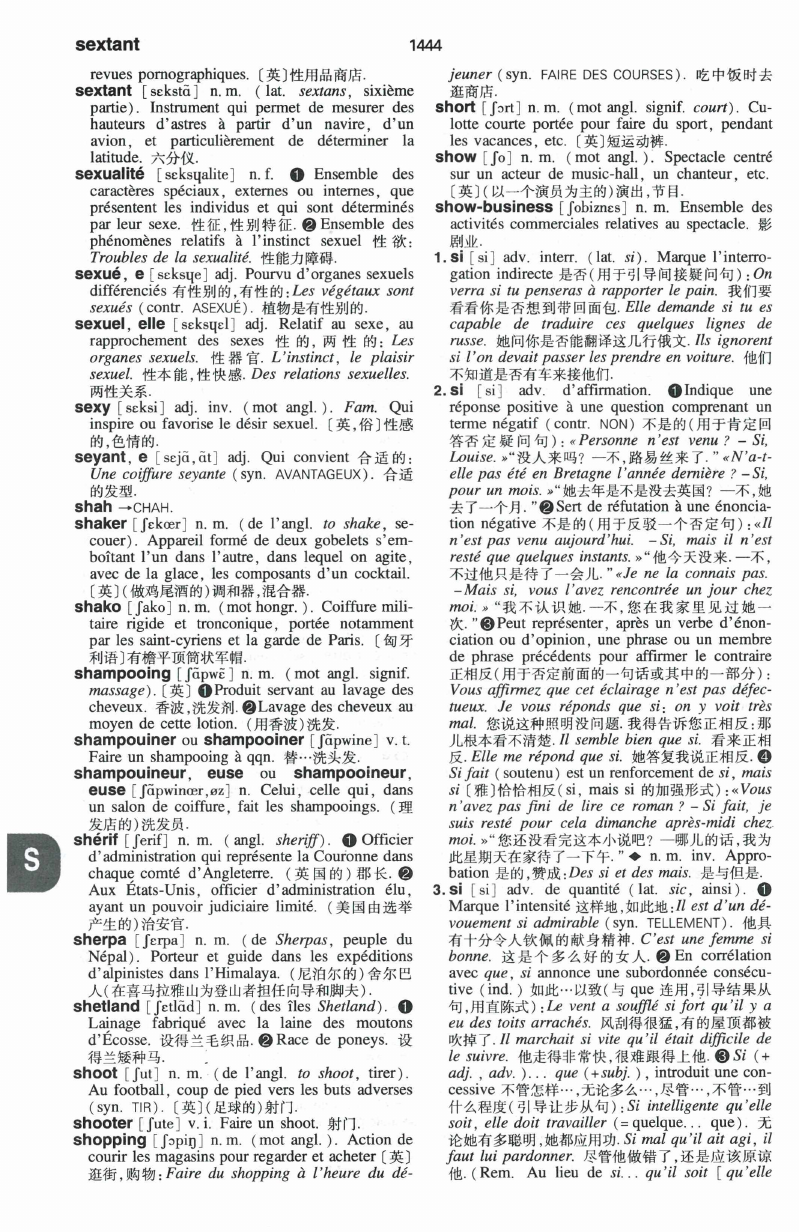 sextant
1444
revues pornographiques. 〔英〕性用品商店.
sextant [sɛkstɑ̃] n. m. ( lat. sextans, sixième
partie). Instrument qui permet de mesurer des
hauteurs d'astres à partir d'un navire, d'un
avion, et particulièrement de déterminer la
latitude. 六分仪.
sexualité [sɛksɥalite] n. f. ❶ Ensemble des
caractères spéciaux, externes ou internes, que
présentent les individus et qui sont déterminés
par leur sexe. 性征,性别特征. ❷ Ensemble des
phénomènes relatifs à l'instinct sexuel 性欲:
Troubles de la sexualité. 性能力障碍.
sexué, e [sɛksɥe] adj. Pourvu d'organes sexuels
différenciés 有性别的,有性的:Les végétaux sont
sexués (contr. ASEXUÉ). 植物是有性别的.
sexuel, elle [sɛksɥɛl] adj. Relatif au sexe, au
rapprochement des sexes 性的,两性的: Les
organes sexuels. 性器官. L'instinct, le plaisir
sexuel. 性本能,性快感. Des relations sexuelles.
两性关系.
sexy [sɛksi] adj. inv. (mot angl.). Fam. Qui
inspire ou favorise le désir sexuel. 〔英,俗〕性感
的,色情的.
seyant, e [sɛjɑ̃, ɑ̃t] adj. Qui convient 合适的:
Une coiffure seyante (syn. AVANTAGEUX). 合适
的发型.
shah →CHAH.
shaker [ʃɛkœr] n. m. (de l'angl. to shake, se-
couer). Appareil formé de deux gobelets s'em-
boîtant l'un dans l'autre, dans lequel on agite,
avec de la glace, les composants d'un cocktail.
〔英〕(做鸡尾酒的)调和器,混合器.
shako [ʃako] n. m. (mot hongr. ). Coiffure mili-
taire rigide et tronconique, portée notamment
par les saint-cyriens et la garde de Paris. 〔匈牙
利语〕有檐平顶筒状军帽.
shampooing [ʃɑ̃pwɛ̃] n. m. (mot angl. signif.
massage). 〔英〕 ❶Produit servant au lavage des
cheveux. 香波,洗发剂. ❷Lavage des cheveux au
moyen de cette lotion. (用香波)洗发.
shampouiner ou shampooiner [ʃɑ̃pwine] v. t.
Faire un shampooing à qqn. 替…洗头发.
shampouineur, euse ou shampooineur,
euse [ʃɑ̃pwinœr,øz] n. Celui, celle qui, dans
un salon de coiffure, fait les shampooings. (理
发店的)洗发员.
shérif [ʃerif] n. m. ( angl. sheriff). ❶ Officier
d'administration qui représente la Couronne dans
chaque comté d'Angleterre. (英国的)郡长. ❷
Aux États-Unis, officier d'administration élu,
ayant un pouvoir judiciaire limité. (美国由选举
产生的)治安官.
sherpa [ʃɛrpa] n. m. (de Sherpas, peuple du
Népal). Porteur et guide dans les expéditions
d'alpinistes dans l'Himalaya. (尼泊尔的)舍尔巴
人(在喜马拉雅山为登山者担任向导和脚夫).
shetland [ʃɛtlɑ̃d] n. m. (des îles Shetland). ❶
Lainage fabriqué avec la laine des moutons
d'Écosse. 设得兰毛织品. ❷ Race de poneys. 设
得兰矮种马.
shoot [ʃut] n. m. (de l'angl. to shoot, tirer).
Au football, coup de pied vers les buts adverses
(syn. TIR). 〔英〕(足球的)射门.
shooter [ʃute] v. i. Faire un shoot. 射门.
shopping [ʃɔpiŋ] n. m. (mot angl. ). Action de
courir les magasins pour regarder et acheter 〔英〕
逛街,购物:Faire du shopping à l'heure du dé-
jeuner (syn. FAIRE DES COURSES). 吃中饭时去
逛商店.
short [ʃɔrt] n. m. (mot angl. signif. court). Cu-
lotte courte portée pour faire du sport, pendant
les vacances, etc. 〔英〕短运动裤.
show [ʃo] n. m. (mot angl. ). Spectacle centré
sur un acteur de music-hall, un chanteur, etc.
〔英〕(以一个演员为主的)演出,节目.
show-business [ʃobiznɛs] n. m. Ensemble des
activités commerciales relatives au spectacle. 影
剧业.
1. si [si] adv. interr. (lat. si). Marque l'interro-
gation indirecte 是否(用于引导间接疑问句):On
verra si tu penseras à rapporter le pain. 我们要
看看你是否想到带回面包. Elle demande si tu es
capable de traduire ces quelques lignes de
russe. 她问你是否能翻译这几行俄文. Ils ignorent
si l'on devait passer les prendre en voiture. 他们
不知道是否有车来接他们.
2. si [si] adv. d'affirmation. ❶Indique une
réponse positive à une question comprenant un
terme négatif (contr. NON) 不是的(用于肯定回
答否定疑问句): «Personne n'est venu ? – Si,
Louise. »“没人来吗? —不,路易丝来了.”«N'a-t-
elle pas été en Bretagne l'année dernière ? –Si,
pour un mois. »“她去年是不是没去英国? —不,她
去了一个月.”❷Sert de réfutation à une énoncia-
tion négative 不是的(用于反驳一个否定句):«Il
n'est pas venu aujourd'hui. – Si, mais il n'est
resté que quelques instants. »“他今天没来. —不,
不过他只是待了一会儿.”«Je ne la connais pas.
–Mais si, vous l'avez rencontrée un jour chez
moi. » “我不认识她. —不,您在我家里见过她一
次.”❸Peut représenter, après un verbe d'énon-
ciation ou d'opinion, une phrase ou un membre
de phrase précédents pour affirmer le contraire
正相反(用于否定前面的一句话或其中的一部分):
Vous affirmez que cet éclairage n'est pas défec-
tueux. Je vous réponds que si: on y voit très
mal. 您说这种照明没问题. 我得告诉您正相反:那
儿根本看不清楚. Il semble bien que si. 看来正相
反. Elle me répond que si. 她答复我说正相反. ❹
Si fait (soutenu) est un renforcement de si, mais
si 〔雅〕恰恰相反(si, mais si 的加强形式):«Vous
n'avez pas fini de lire ce roman ? – Si fait, je
suis resté pour cela dimanche après-midi chez
moi. »“您还没看完这本小说吧? —哪儿的话,我为
此星期天在家待了一下午.” ◆ n. m. inv. Appro-
bation 是的,赞成:Des si et des mais. 是与但是.
3. si [si] adv. de quantité (lat. sic, ainsi). ❶
Marque l'intensité 这样地,如此地:Il est d'un dé-
vouement si admirable (syn. TELLEMENT). 他具
有十分令人钦佩的献身精神. C'est une femme si
bonne. 这是个多么好的女人. ❷ En corrélation
avec que, si annonce une subordonnée consécu-
tive (ind. ) 如此…以致(与 que 连用,引导结果从
句,用直陈式):Le vent a soufflé si fort qu'il y a
eu des toits arrachés. 风刮得很猛,有的屋顶都被
吹掉了. Il marchait si vite qu'il était difficile de
le suivre. 他走得非常快,很难跟得上他. ❸ Si (+
adj. , adv. )... que (+subj. ), introduit une con-
cessive 不管怎样…,无论多么…,尽管…,不管…到
什么程度(引导让步从句):Si intelligente qu'elle
soit, elle doit travailler (= quelque... que). 无
论她有多聪明,她都应用功. Si mal qu'il ait agi, il
faut lui pardonner. 尽管他做错了,还是应该原谅
他. (Rem. Au lieu de si... qu'il soit [ qu'elle
S